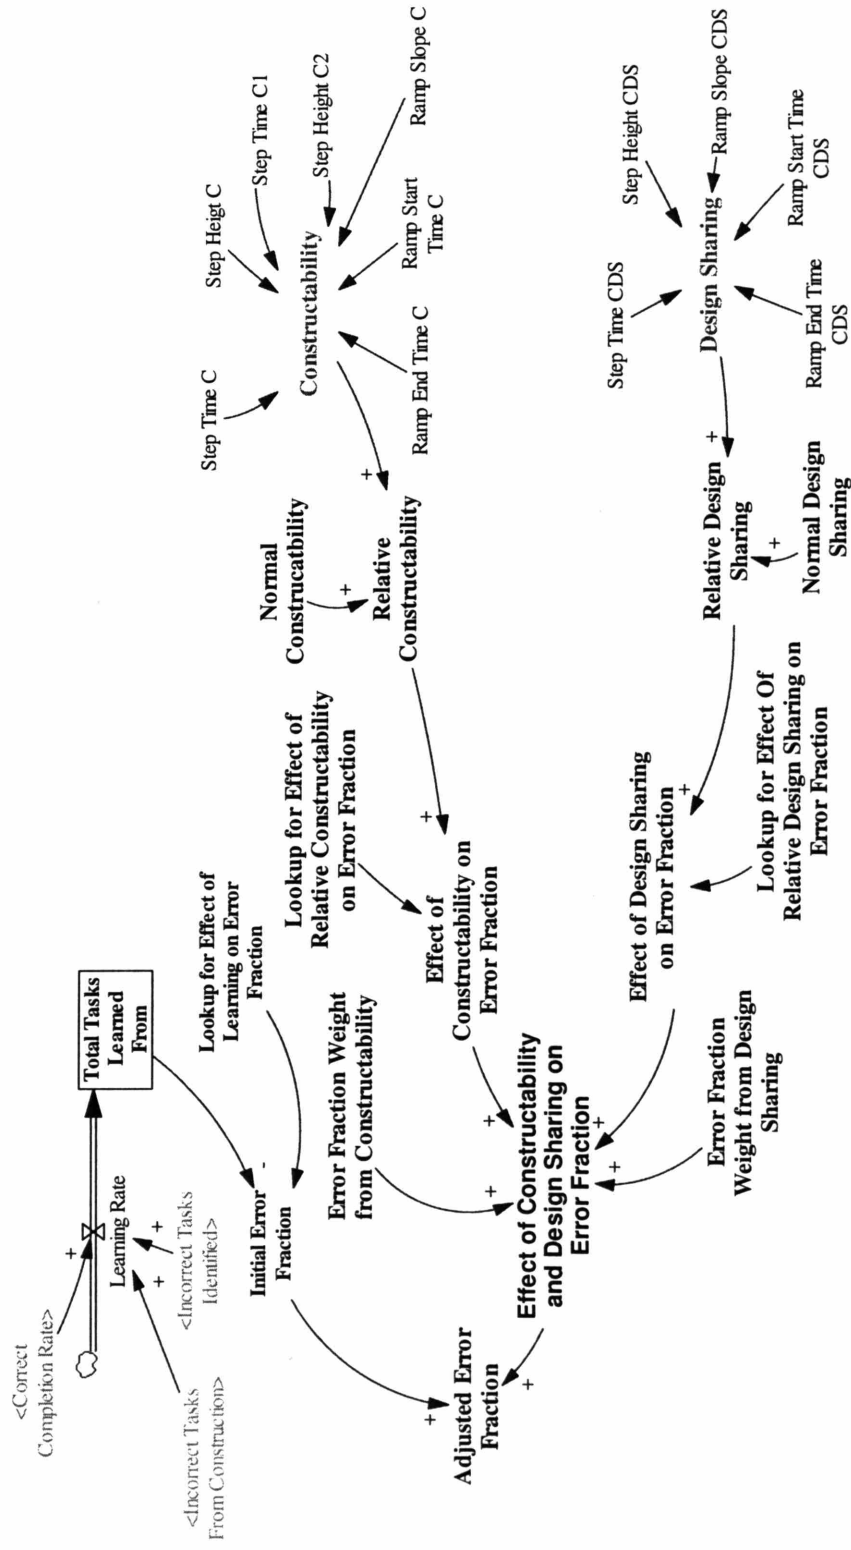 <Correct
Completion Rate>
<Incorrect Tasks
From Construction>
<Incorrect Tasks
Identified>
+
+
+
Learning Rate
Total Tasks
Learned
From
Lookup for Effect of
Learning on Error
Fraction
-
Initial Error
Fraction
Adjusted Error
Fraction
+
+
Error Fraction Weight
from Constructability
+
+
Effect of Constructability
and Design Sharing on
Error Fraction
+
+
Error Fraction
Weight from Design
Sharing
Lookup for Effect of
Relative Constructability
on Error Fraction
Effect of
Constructability on
Error Fraction
+
Effect of Design Sharing
on Error Fraction
+
Lookup for Effect Of
Relative Design Sharing on
Error Fraction
Normal
Construcatbility
+
Relative
Constructability
+
Relative Design
Sharing
+
+
Normal Design
Sharing
Step Time C
Step Heigt C
Step Time C1
Step Height C2
Ramp Slope C
Constructability
Ramp Start
Time C
Ramp End Time C
Step Time CDS
Step Height CDS
Ramp Slope CDS
Design Sharing
Ramp Start Time
CDS
Ramp End Time
CDS